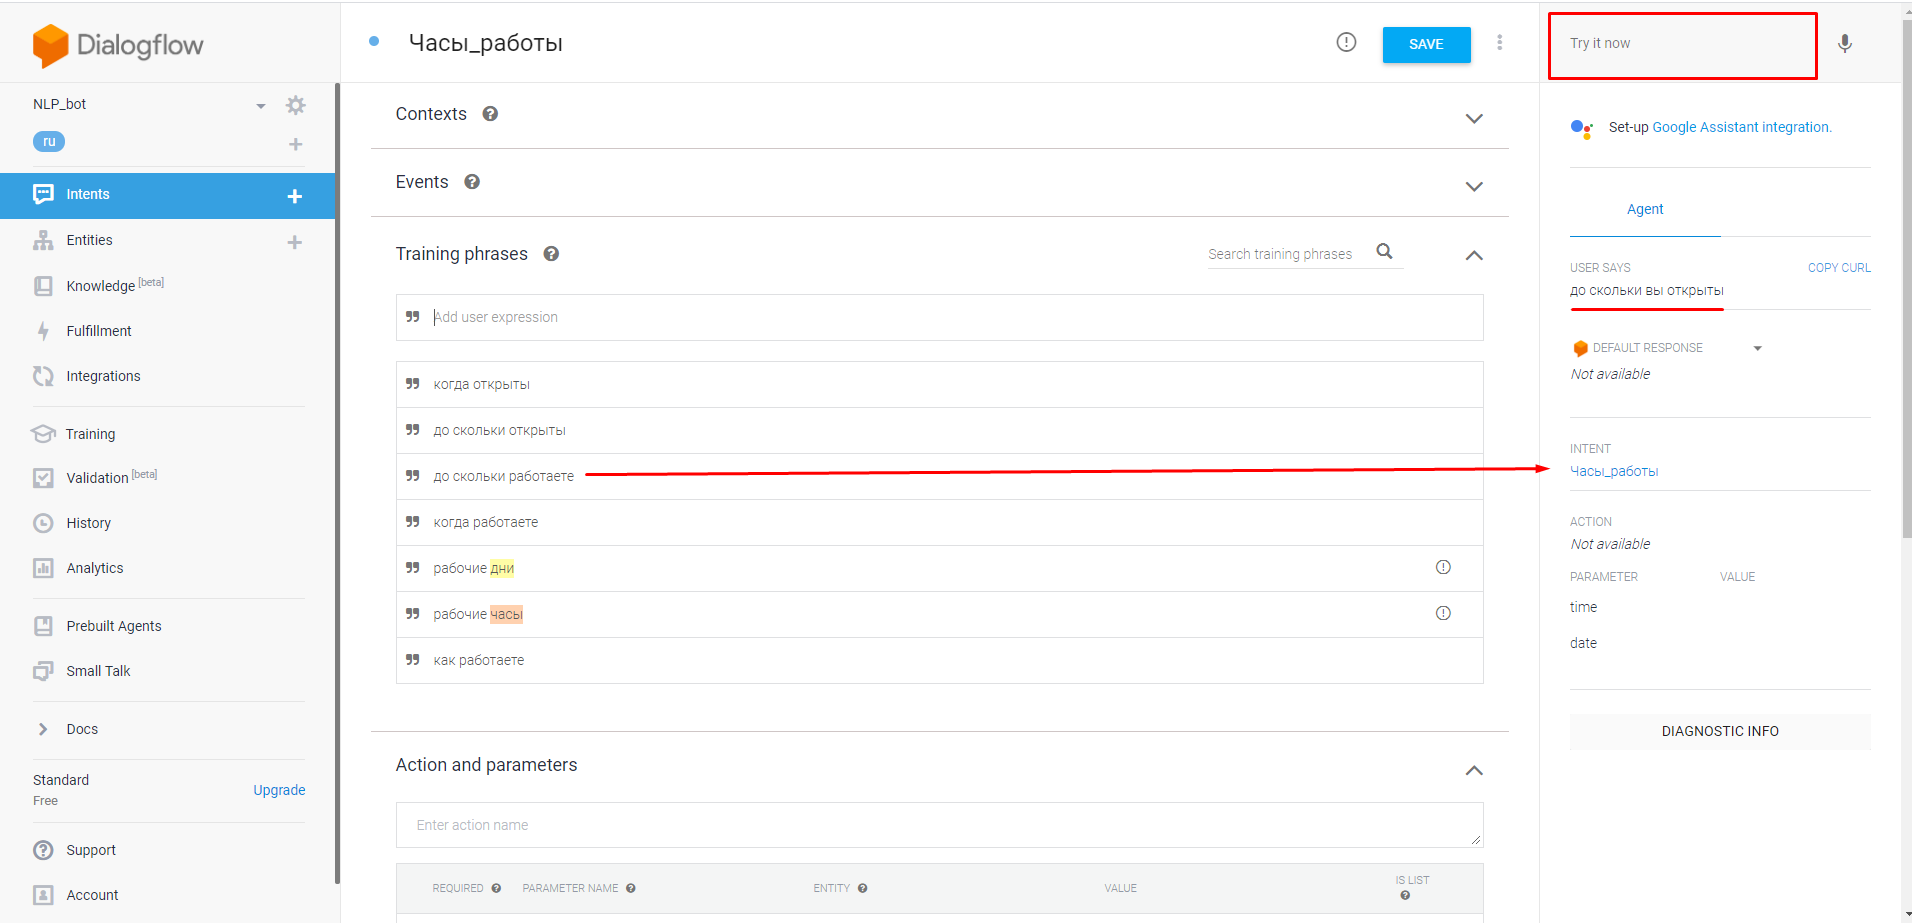 Dialogflow
NLP_bot
ru
Intents
Entities
Knowledge [beta]
Fulfillment
Integrations
Training
Validation [beta]
History
Analytics
Prebuilt Agents
Small Talk
Docs
Standard
Free
Upgrade
Support
Account
Часы_работы
SAVE
Contexts
Events
Training phrases
Search training phrases
Add user expression
когда открыты
до скольки открыты
до скольки работаете
когда работаете
рабочие дни
рабочие часы
как работаете
Action and parameters
Enter action name
REQUIRED PARAMETER NAME ENTITY VALUE IS LIST
Try it now
Set-up Google Assistant integration.
Agent
USER SAYS COPY CURL
до скольки вы открыты
DEFAULT RESPONSE
Not available
INTENT
Часы_работы
ACTION
Not available
PARAMETER VALUE
time
date
DIAGNOSTIC INFO